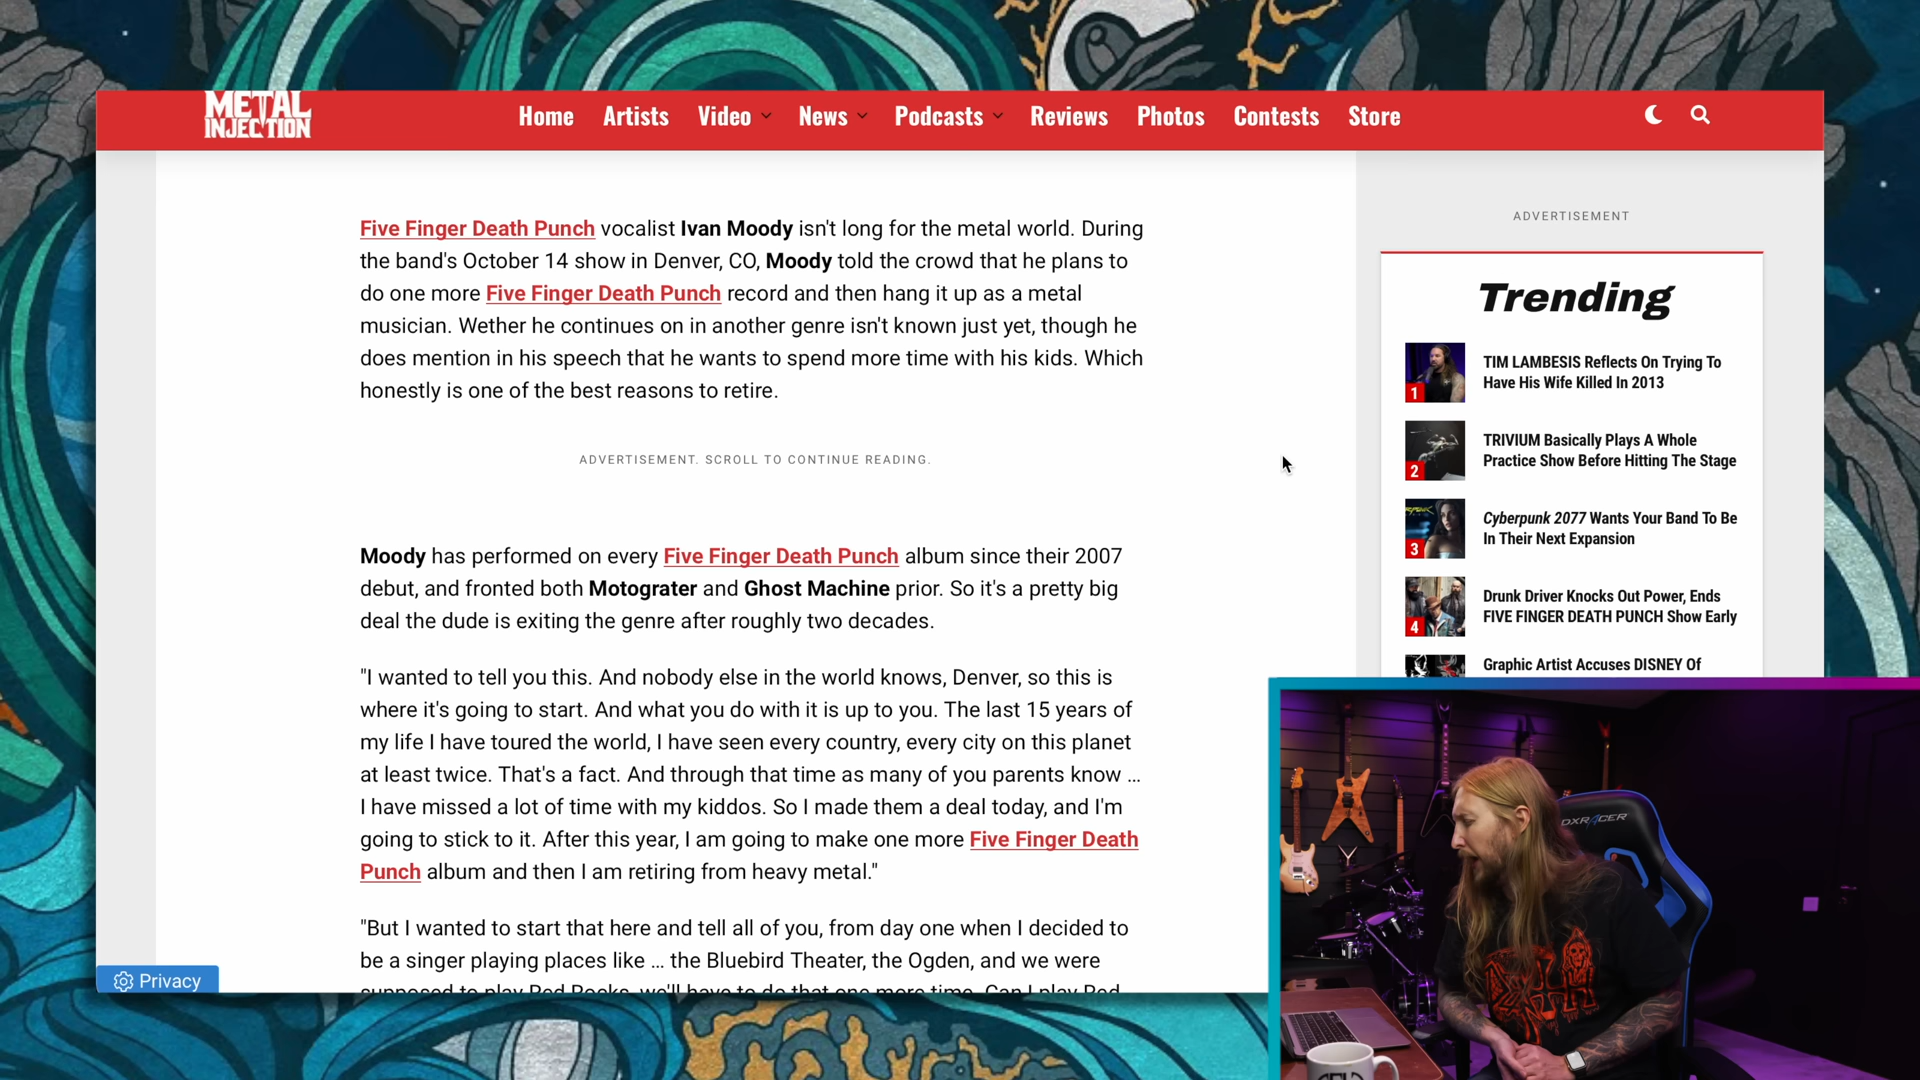 METAL
INJECTION
Home Artists Video News Podcasts Reviews Photos Contests Store
Five Finger Death Punch vocalist Ivan Moody isn't long for the metal world. During
the band's October 14 show in Denver, CO, Moody told the crowd that he plans to
do one more Five Finger Death Punch record and then hang it up as a metal
musician. Wether he continues on in another genre isn't known just yet, though he
does mention in his speech that he wants to spend more time with his kids. Which
honestly is one of the best reasons to retire.
ADVERTISEMENT. SCROLL TO CONTINUE READING.
Moody has performed on every Five Finger Death Punch album since their 2007
debut, and fronted both Motograter and Ghost Machine prior. So it's a pretty big
deal the dude is exiting the genre after roughly two decades.
"I wanted to tell you this. And nobody else in the world knows, Denver, so this is
where it's going to start. And what you do with it is up to you. The last 15 years of
my life I have toured the world, I have seen every country, every city on this planet
at least twice. That's a fact. And through that time as many of you parents know ...
I have missed a lot of time with my kiddos. So I made them a deal today, and I'm
going to stick to it. After this year, I am going to make one more Five Finger Death
Punch album and then I am retiring from heavy metal."
"But I wanted to start that here and tell all of you, from day one when I decided to
be a singer playing places like ... the Bluebird Theater, the Ogden, and we were
supposed to play Red Rocks, we'll have to do that one more time. Can I play Red
Privacy
ADVERTISEMENT
Trending
1
TIM LAMBESIS Reflects On Trying To
Have His Wife Killed In 2013
2
TRIVIUM Basically Plays A Whole
Practice Show Before Hitting The Stage
3
Cyberpunk 2077 Wants Your Band To Be
In Their Next Expansion
4
Drunk Driver Knocks Out Power, Ends
FIVE FINGER DEATH PUNCH Show Early
Graphic Artist Accuses DISNEY Of
DXRACER